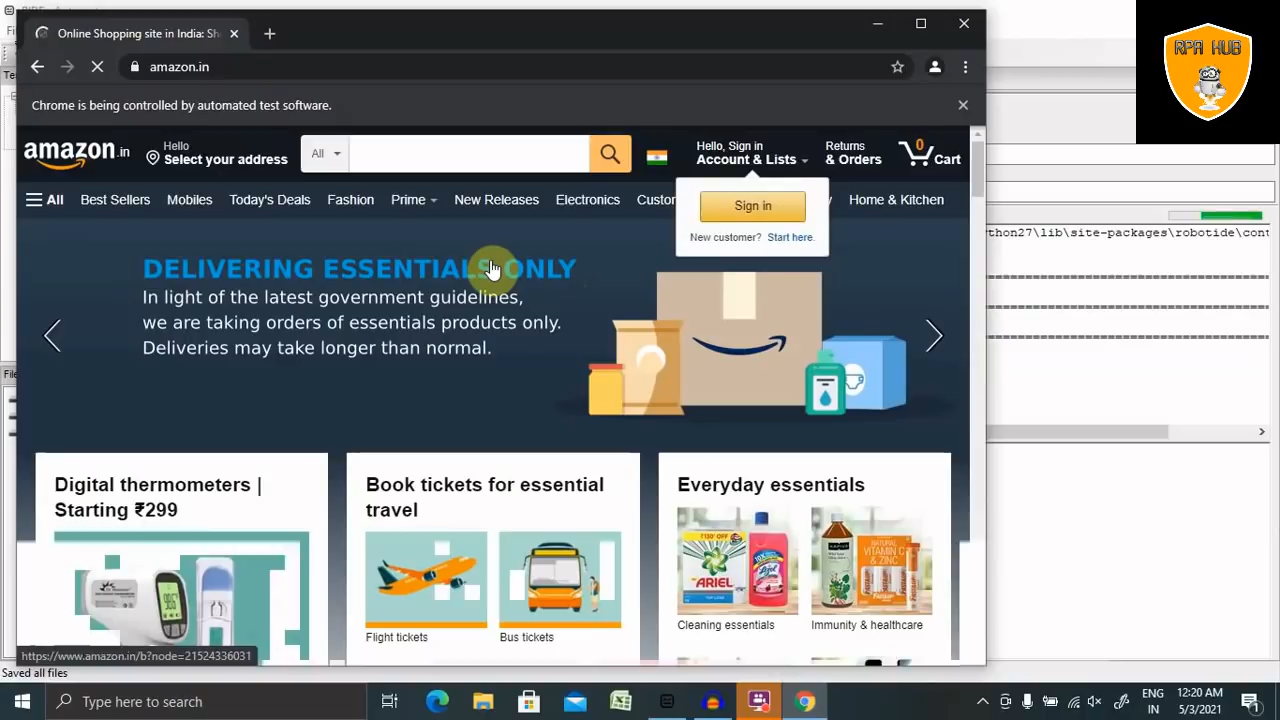 Online Shopping site in India: Sh
RPA HUB
amazon.in
Chrome is being controlled by automated test software.
amazon.in
Hello
Select your address
All
Hello, Sign in
Account & Lists
Returns
& Orders
0
Cart
All
Best Sellers
Mobiles
Today's Deals
Fashion
Prime
New Releases
Electronics
Custo
Home & Kitchen
Sign in
New customer? Start here.
thon27\lib\site-packages\robotide\cont
DELIVERING ESSENTIALS ONLY
In light of the latest government guidelines,
we are taking orders of essentials products only.
Deliveries may take longer than normal.
Digital thermometers |
Starting ₹299
Book tickets for essential
travel
Everyday essentials
ARIEL
Flight tickets
Bus tickets
Cleaning essentials
Immunity & healthcare
https://www.amazon.in/b?node=21524336031
Saved all files
Type here to search
ENG
IN
12:20 AM
5/3/2021